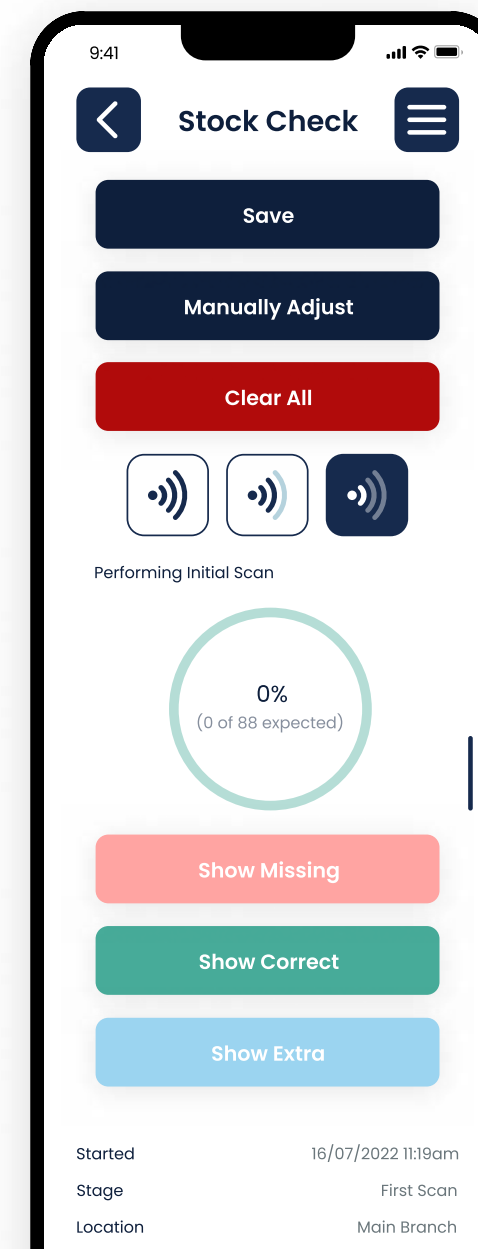 9:41
Stock Check
Save
Manually Adjust
Clear All
Performing Initial Scan
0%
(0 of 88 expected)
Show Missing
Show Correct
Show Extra
Started 16/07/2022 11:19am
Stage First Scan
Location Main Branch